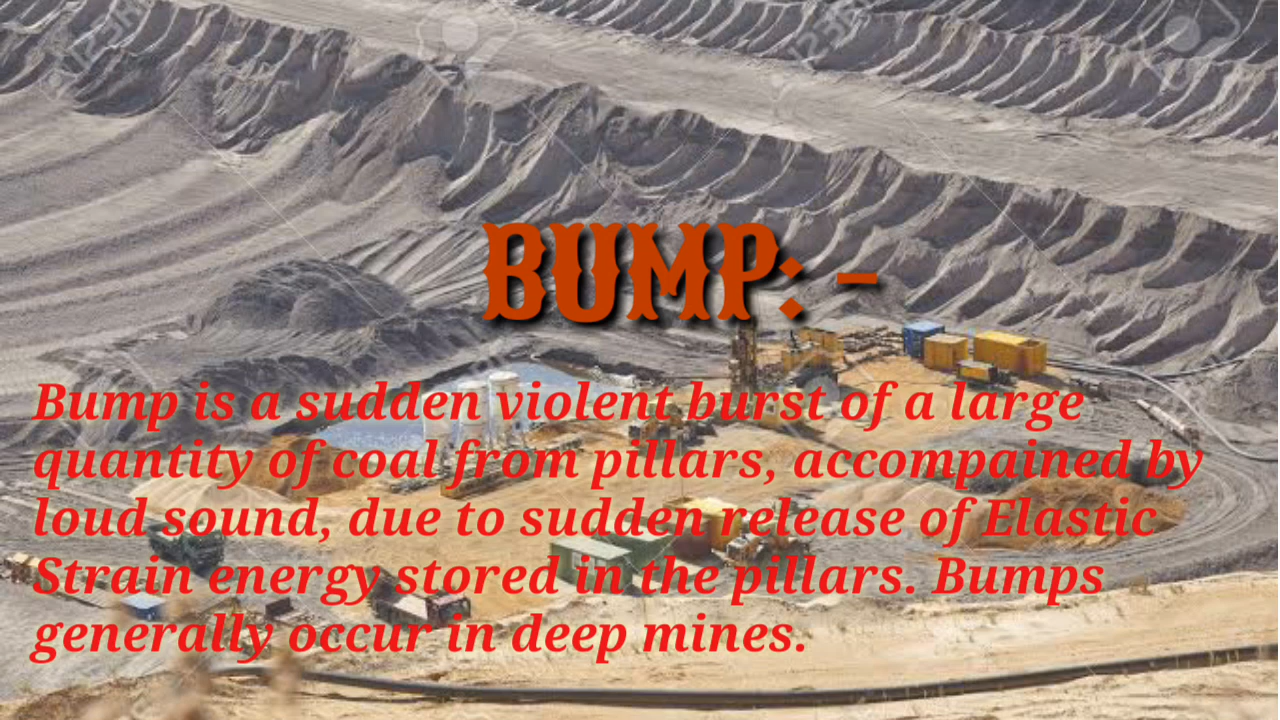 BUMP: -
Bump is a sudden violent burst of a large
quantity of coal from pillars, accompained by
loud sound, due to sudden release of Elastic
Strain energy stored in the pillars. Bumps
generally occur in deep mines.